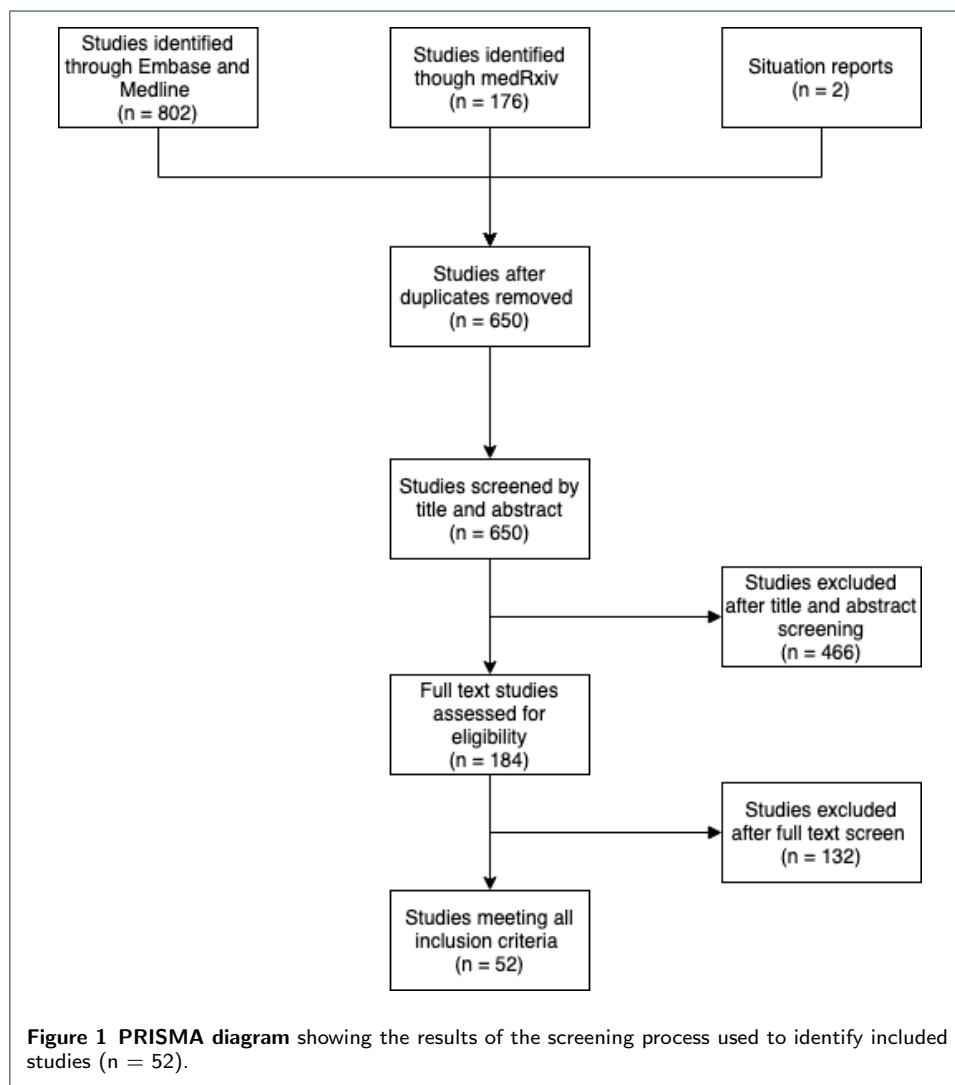 Studies identified
through Embase and
Medline
(n = 802)
Studies identified
though medRxiv
(n = 176)
Situation reports
(n = 2)
Studies after
duplicates removed
(n = 650)
Studies screened by
title and abstract
(n = 650)
Studies excluded
after title and abstract
screening
(n = 466)
Full text studies
assessed for
eligibility
(n = 184)
Studies excluded
after full text screen
(n = 132)
Studies meeting all
inclusion criteria
(n = 52)
Figure 1 PRISMA diagram showing the results of the screening process used to identify included
studies (n = 52).